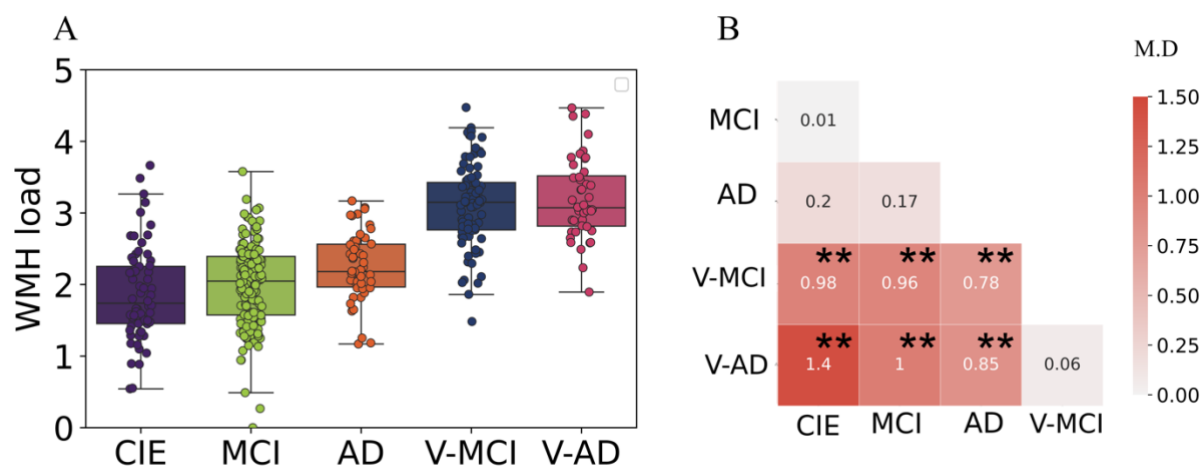 A
WMH load
5
4
3
2
1
0
CIE MCI AD V-MCI V-AD
B
M.D
MCI 0.01
AD 0.2 0.17
** ** **
V-MCI 0.98 0.96 0.78
** ** **
V-AD 1.4 1 0.85 0.06
CIE MCI AD V-MCI
1.50
1.25
1.00
0.75
0.50
0.25
0.00